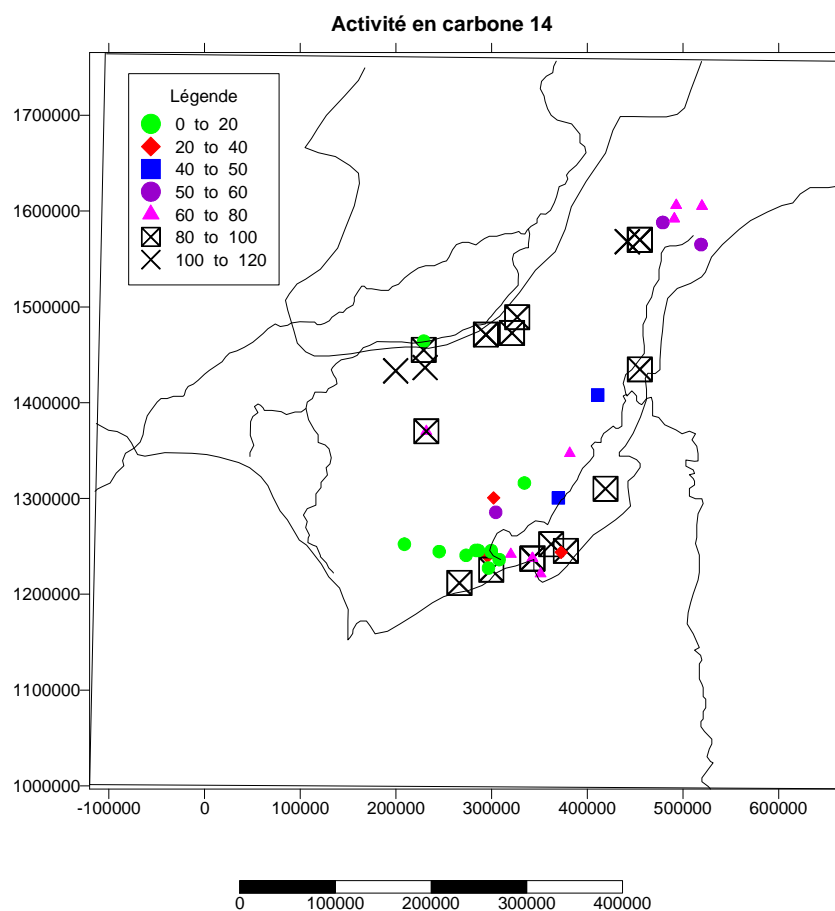 Activité en carbone 14
Légende
0 to 20
20 to 40
40 to 50
50 to 60
60 to 80
80 to 100
100 to 120
1700000
1600000
1500000
1400000
1300000
1200000
1100000
1000000
-100000 0 100000 200000 300000 400000 500000 600000
0 100000 200000 300000 400000